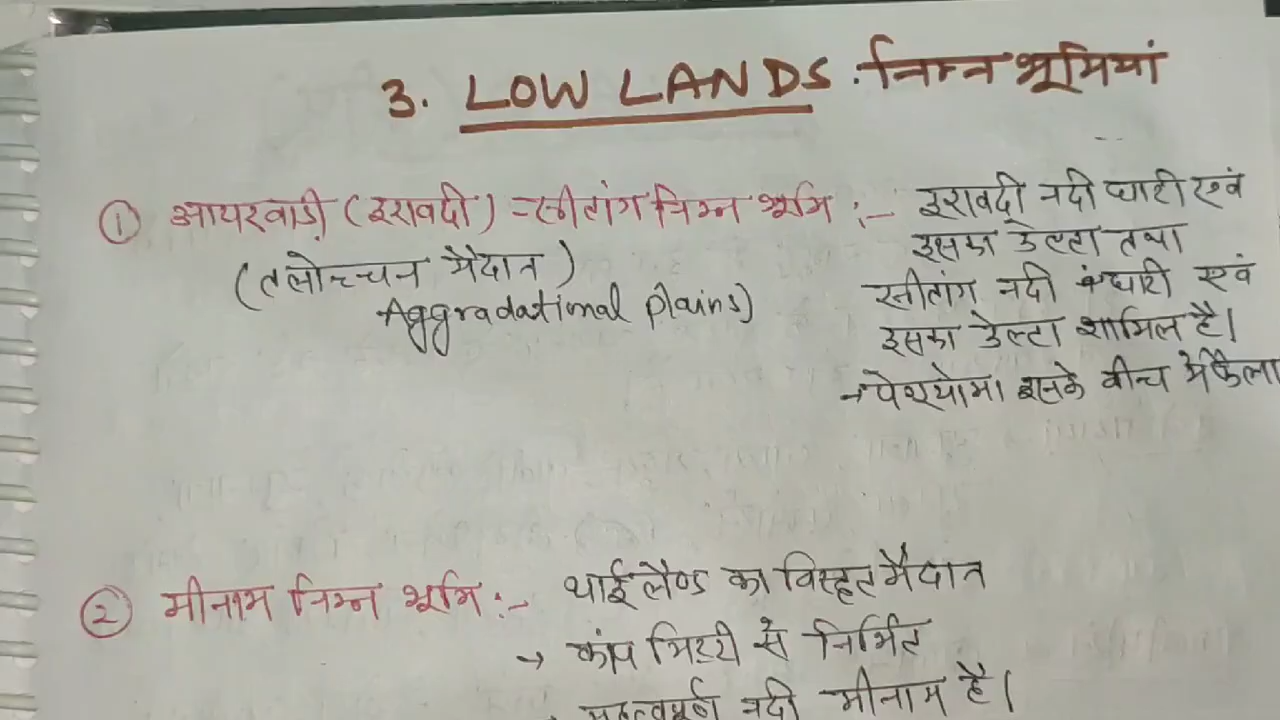 3. LOW LANDS . निम्न भूमियां
① आयरवाड़ी (इरावदी) = सीतांग निम्न भूमि :- इरावदी नदी घाटी एवं
इसका डेल्टा तथा
(तलोच्चन मैदान)
Aggradational plains)
सीतांग नदी घाटी एवं
इसका डेल्टा शामिल है।
→ पेगूयोमा इसके बीच में फैला
② मीनाम निम्न भूमि :- थाईलैण्ड का विस्तृत मैदान
→ कांप मिट्टी से निर्मित
महत्वपूर्ण नदी मीनाम है।